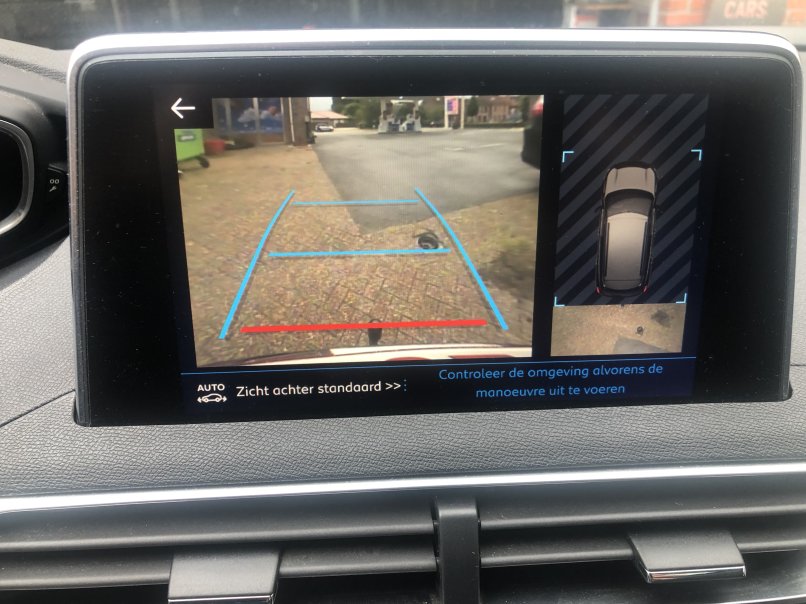 CARS
AUTO
Zicht achter standaard >>
Controleer de omgeving alvorens de
manoeuvre uit te voeren